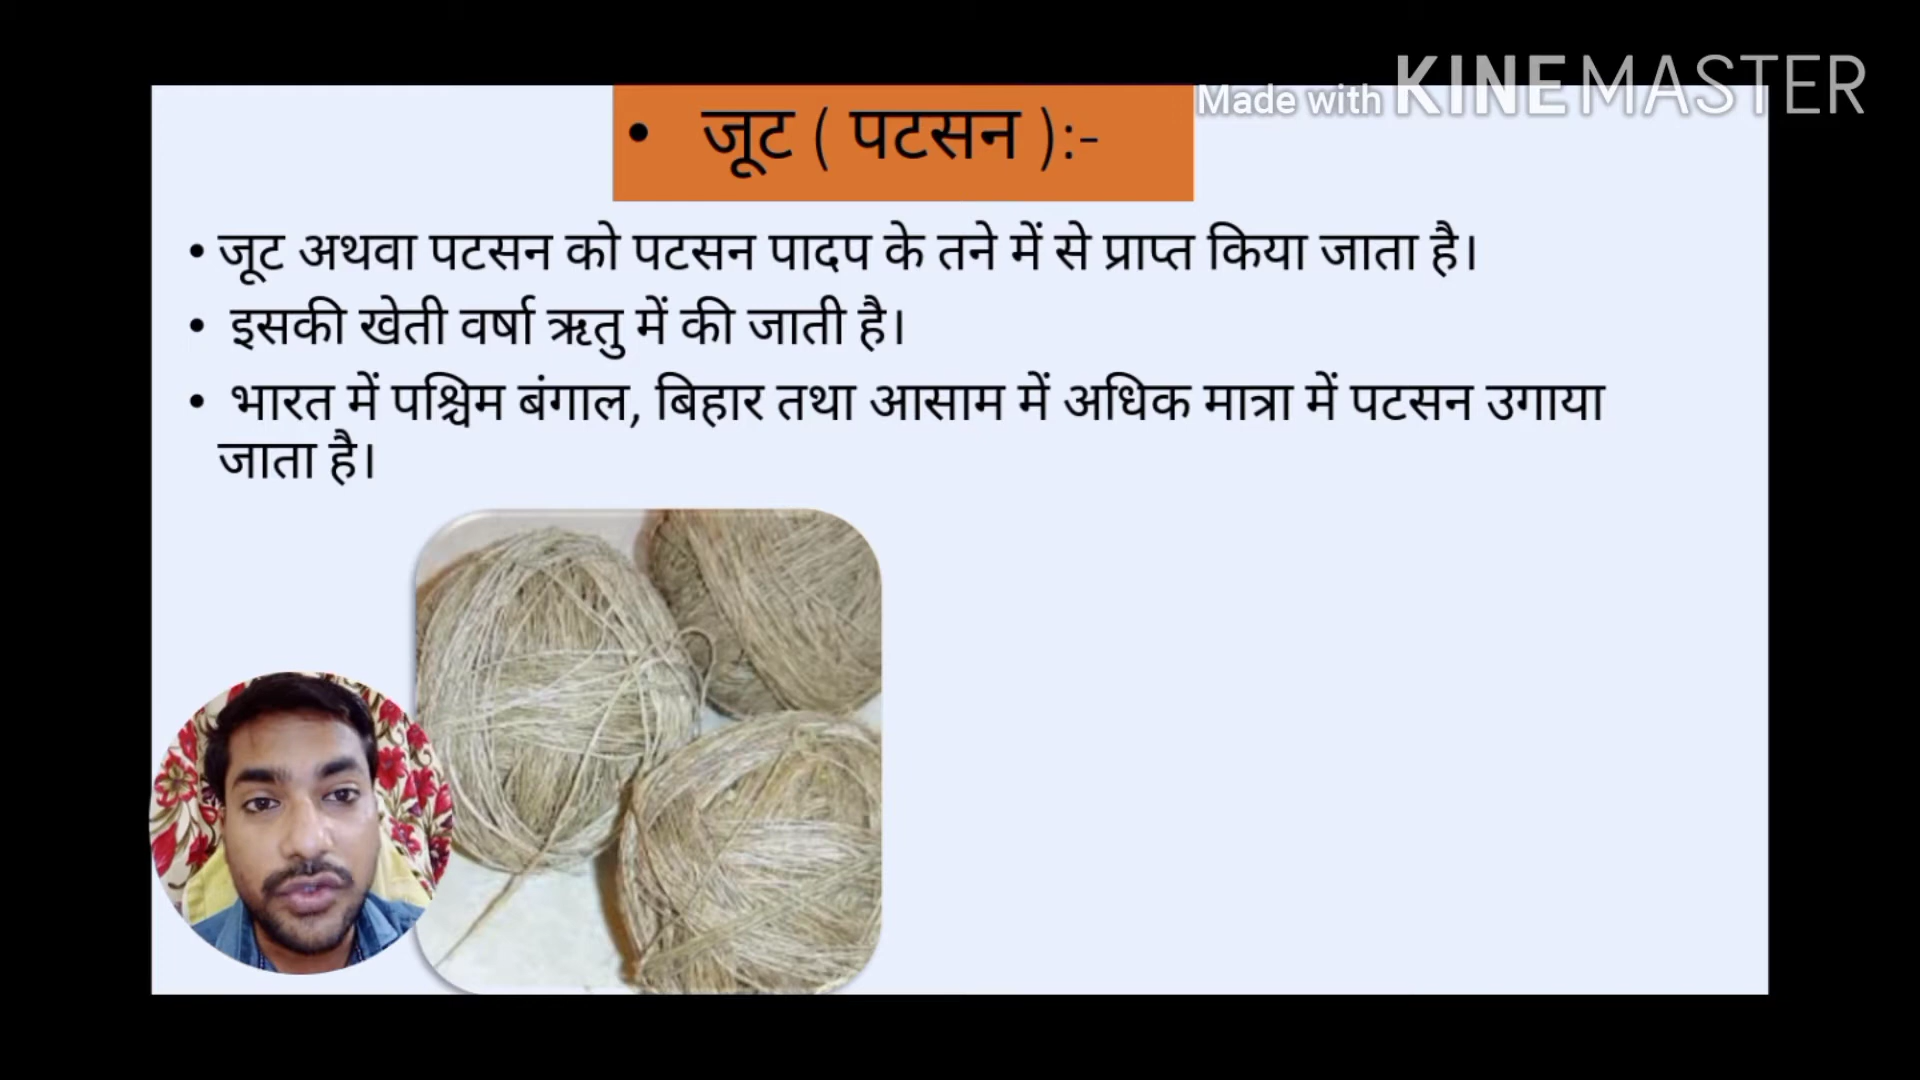 Made with KINEMASTER
• जूट ( पटसन ):-
• जूट अथवा पटसन को पटसन पादप के तने में से प्राप्त किया जाता है।
• इसकी खेती वर्षा ऋतु में की जाती है।
• भारत में पश्चिम बंगाल, बिहार तथा आसाम में अधिक मात्रा में पटसन उगाया
जाता है।